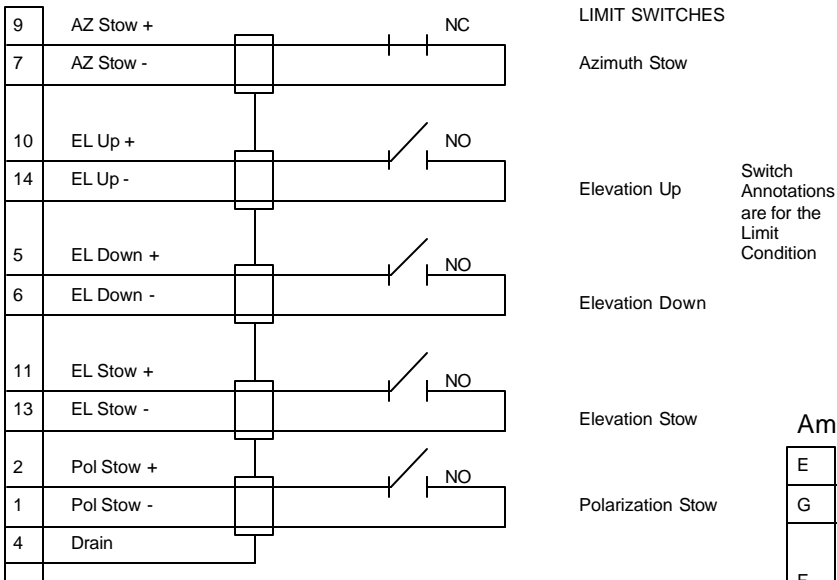 LIMIT SWITCHES
9 AZ Stow + NC
7 AZ Stow - Azimuth Stow
10 EL Up + NO
14 EL Up - Elevation Up
Switch
Annotations
are for the
Limit
Condition
5 EL Down + NO
6 EL Down - Elevation Down
11 EL Stow + NO
13 EL Stow - Elevation Stow
Am
2 Pol Stow + NO
E
1 Pol Stow - Polarization Stow
G
4 Drain